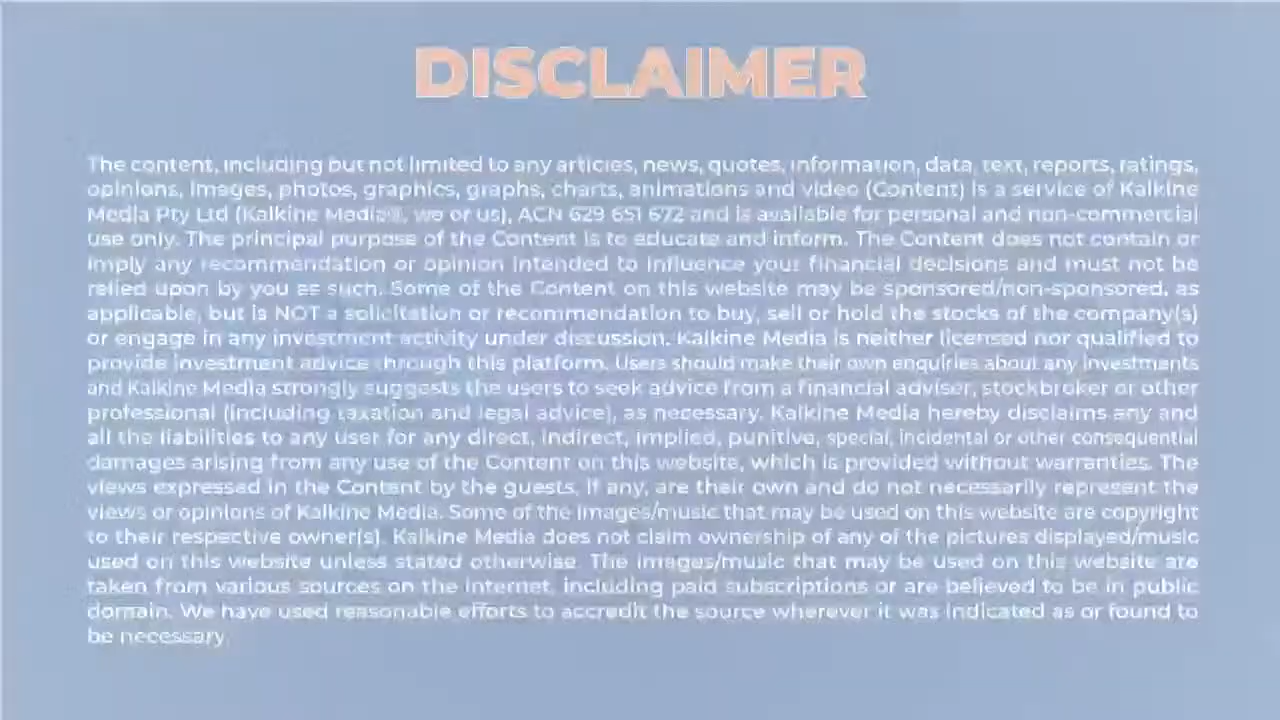 DISCLAIMER
The content, including but not limited to any articles, news, quotes, information, data, text, reports, ratings,
opinions, images, photos, graphics, graphs, charts, animations and video (Content) is a service of Kalkine
Media Pty Ltd (Kalkine Media®, we or us), ACN 629 651 672 and is available for personal and non-commercial
use only. The principal purpose of the Content is to educate and inform. The Content does not contain or
imply any recommendation or opinion intended to influence your financial decisions and must not be
relied upon by you as such. Some of the Content on this website may be sponsored/non-sponsored, as
applicable, but is NOT a solicitation or recommendation to buy, sell or hold the stocks of the company(s)
or engage in any investment activity under discussion. Kalkine Media is neither licensed nor qualified to
provide investment advice through this platform. Users should make their own enquiries about any investments
and Kalkine Media strongly suggests the users to seek advice from a financial adviser, stockbroker or other
professional (including taxation and legal advice), as necessary. Kalkine Media hereby disclaims any and
all the liabilities to any user for any direct, indirect, implied, punitive, special, incidental or other consequential
damages arising from any use of the Content on this website, which is provided without warranties. The
views expressed in the Content by the guests, if any, are their own and do not necessarily represent the
views or opinions of Kalkine Media. Some of the images/music that may be used on this website are copyright
to their respective owner(s). Kalkine Media does not claim ownership of any of the pictures displayed/music
used on this website unless stated otherwise. The images/music that may be used on this website are
taken from various sources on the internet, including paid subscriptions or are believed to be in public
domain. We have used reasonable efforts to accredit the source wherever it was indicated as or found to
be necessary.